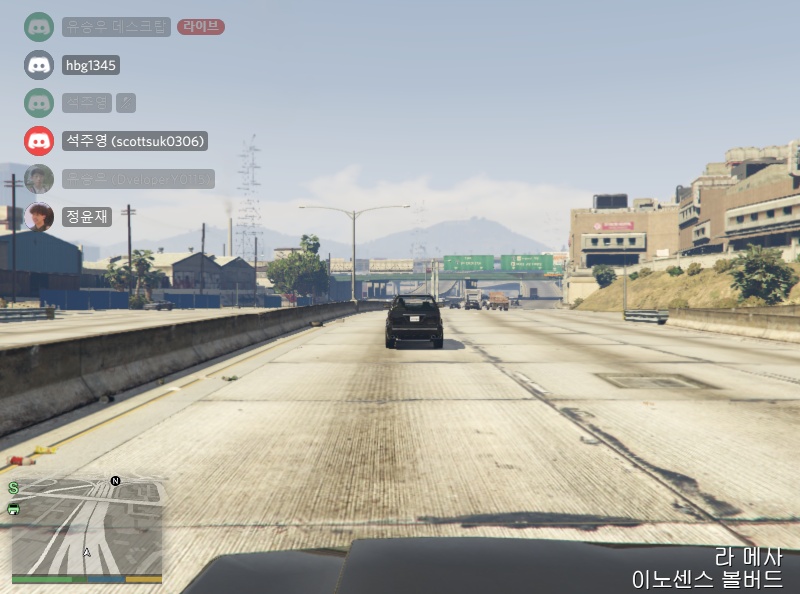 유승우 데스크탑 라이브
hbg1345
석주영
석주영 (scottsuk0306)
정윤재
N
S
라 메사
이노센스 불버드